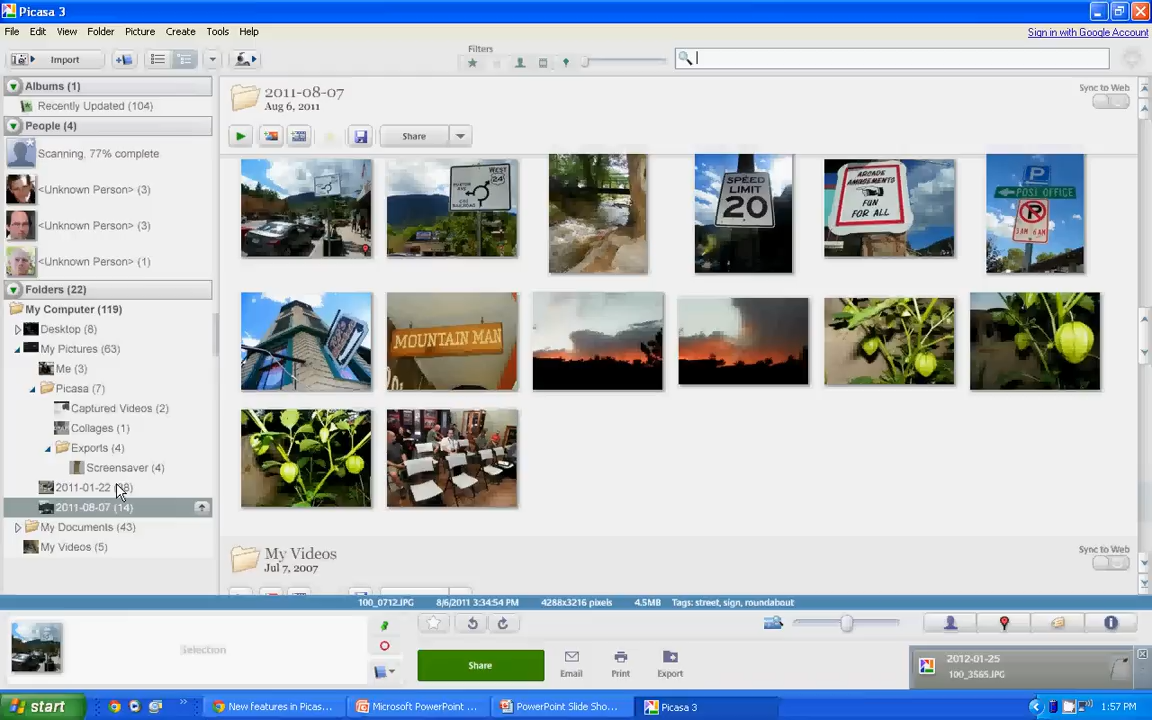 Picasa 3
File Edit View Folder Picture Create Tools Help
Sign in with Google Account
Import
Filters
Albums (1)
Recently Updated (104)
People (4)
Scanning, 77% complete
<Unknown Person> (3)
<Unknown Person> (3)
<Unknown Person> (1)
Folders (22)
My Computer (119)
Desktop (8)
My Pictures (63)
Me (3)
Picasa (7)
Captured Videos (2)
Collages (1)
Exports (4)
Screensaver (4)
2011-01-22
2011-08-07 (14)
My Documents (43)
My Videos (5)
2011-08-07
Aug 6, 2011
Sync to Web
Share
WEST
24
SPEED
LIMIT
20
ARCADE
AMUSEMENTS
FUN
FOR ALL
P
POST OFFICE
MOUNTAIN MAN
My Videos
Jul 7, 2007
Sync to Web
100_0712.JPG 8/6/2011 3:34:54 PM 4288x3216 pixels 4.5MB Tags: street, sign, roundabout
Selection
Share
Email
Print
Export
2012-01-25
100_3565.JPG
start
New features in Picas...
Microsoft PowerPoint ...
PowerPoint Slide Sho...
Picasa 3
1:57 PM